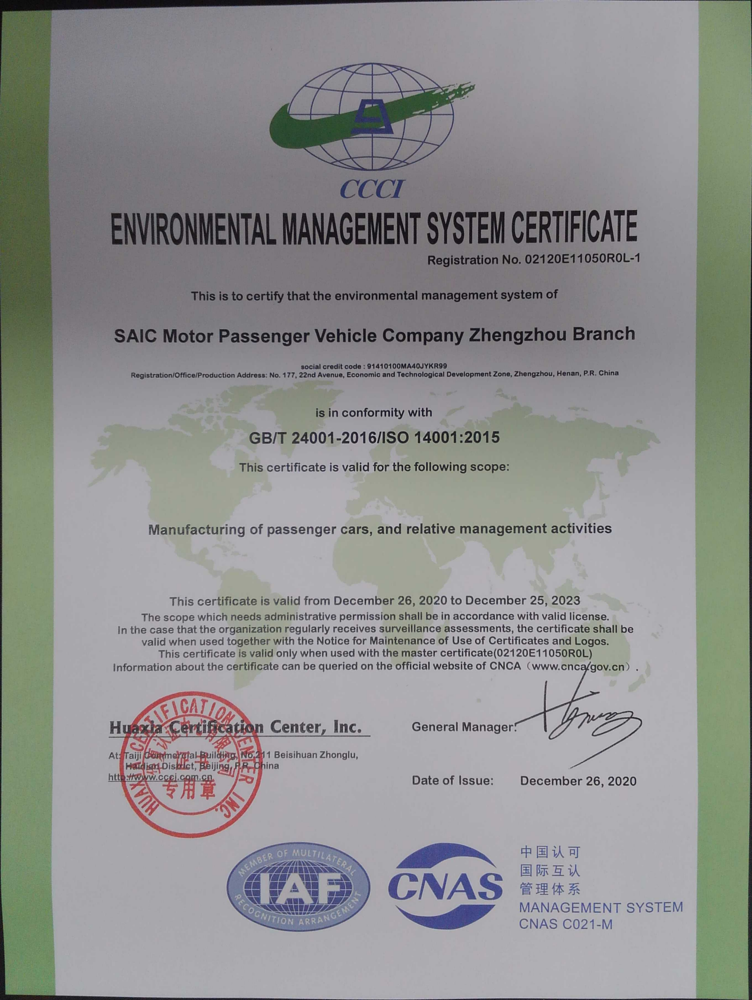 CCCI
ENVIRONMENTAL MANAGEMENT SYSTEM CERTIFICATE
Registration No. 02120E11050R0L-1
This is to certify that the environmental management system of
SAIC Motor Passenger Vehicle Company Zhengzhou Branch
social credit code : 91410100MA40JYKR99
Registration/Office/Production Address: No. 177, 22nd Avenue, Economic and Technological Development Zone, Zhengzhou, Henan, P.R. China
is in conformity with
GB/T 24001-2016/ISO 14001:2015
This certificate is valid for the following scope:
Manufacturing of passenger cars, and relative management activities
This certificate is valid from December 26, 2020 to December 25, 2023
The scope which needs administrative permission shall be in accordance with valid license.
In the case that the organization regularly receives surveillance assessments, the certificate shall be
valid when used together with the Notice for Maintenance of Use of Certificates and Logos.
This certificate is valid only when used with the master certificate(02120E11050R0L)
Information about the certificate can be queried on the official website of CNCA（www.cnca.gov.cn）.
Huaxia Certification Center, Inc.
At: Taiji Commercial Building, No.211 Beisihuan Zhonglu,
Haidian District, Beijing, P.R. China
http://www.ccci.com.cn
HUAXIA CERTIFICATION CENTER INC.
证书
专用章
General Manager:
Date of Issue: December 26, 2020
MEMBER OF MULTILATERAL
IAF
RECOGNITION ARRANGEMENT
CNAS
中国认可
国际互认
管理体系
MANAGEMENT SYSTEM
CNAS C021-M